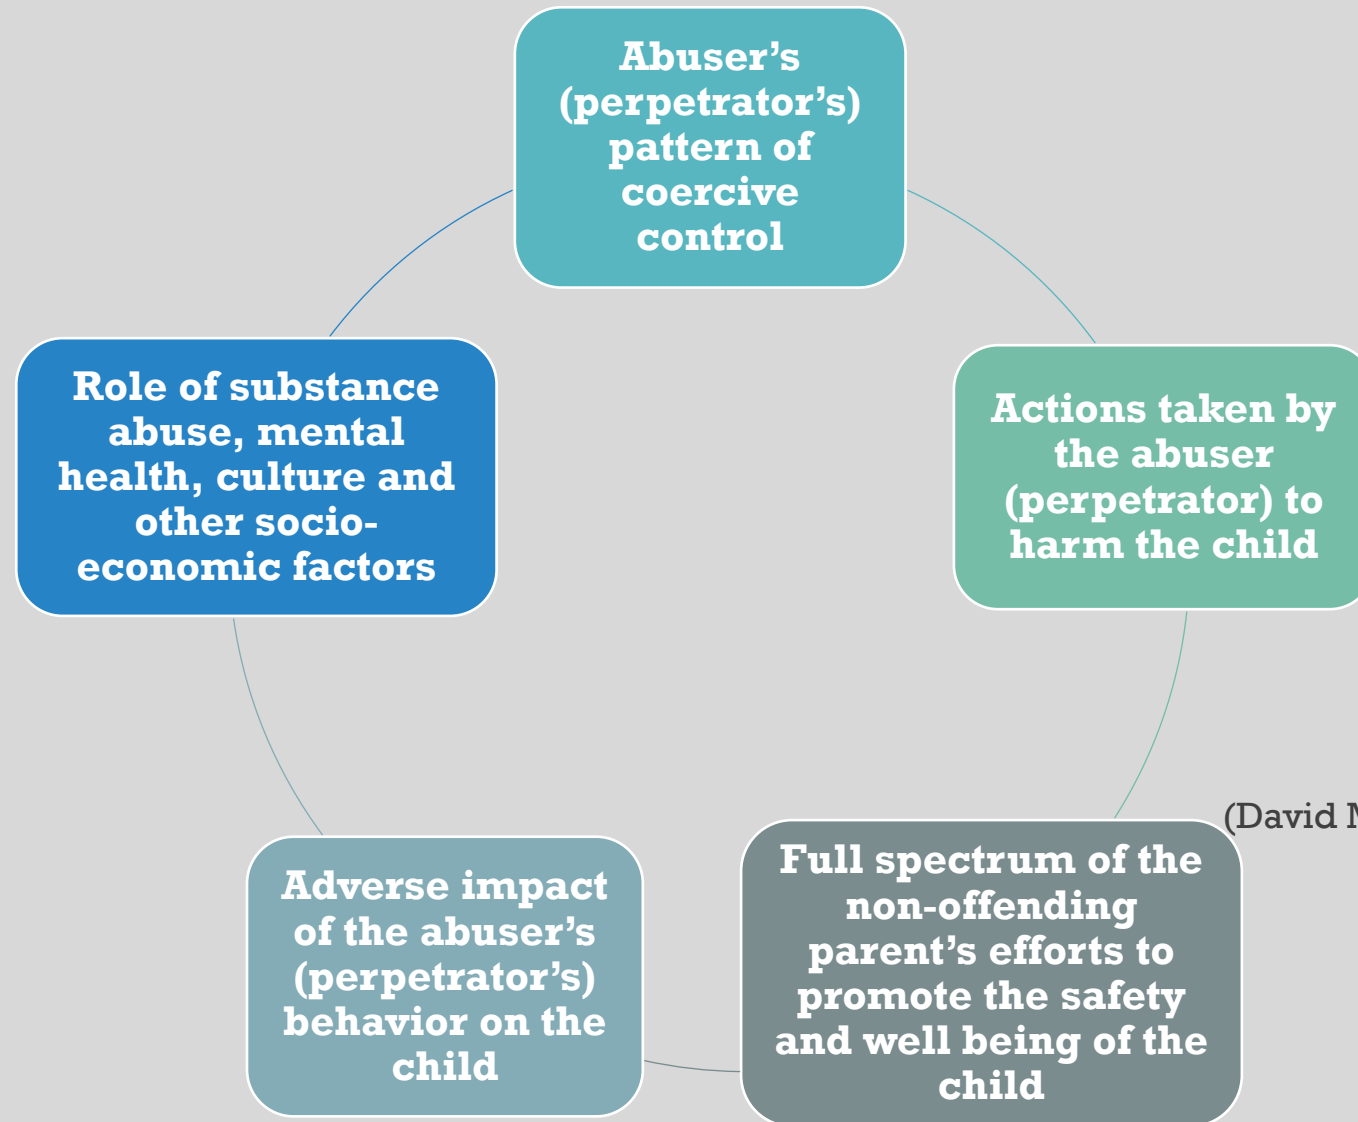 Abuser’s
(perpetrator’s)
pattern of
coercive
control
Actions taken by
the abuser
(perpetrator) to
harm the child
(David
Full spectrum of the
non-offending
parent’s efforts to
promote the safety
and well being of the
child
Adverse impact
of the abuser’s
(perpetrator’s)
behavior on the
child
Role of substance
abuse, mental
health, culture and
other socio-
economic factors